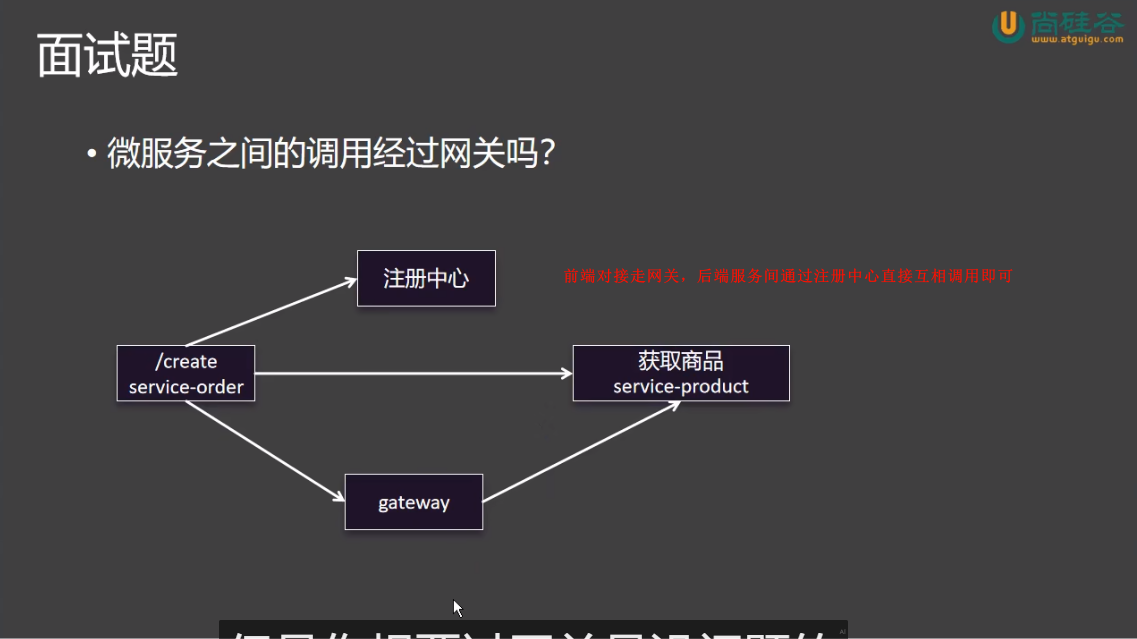 尚硅谷
www.atguigu.com
面试题
• 微服务之间的调用经过网关吗？
注册中心
前端对接走网关，后端服务间通过注册中心直接互相调用即可
/create
service-order
获取商品
service-product
gateway